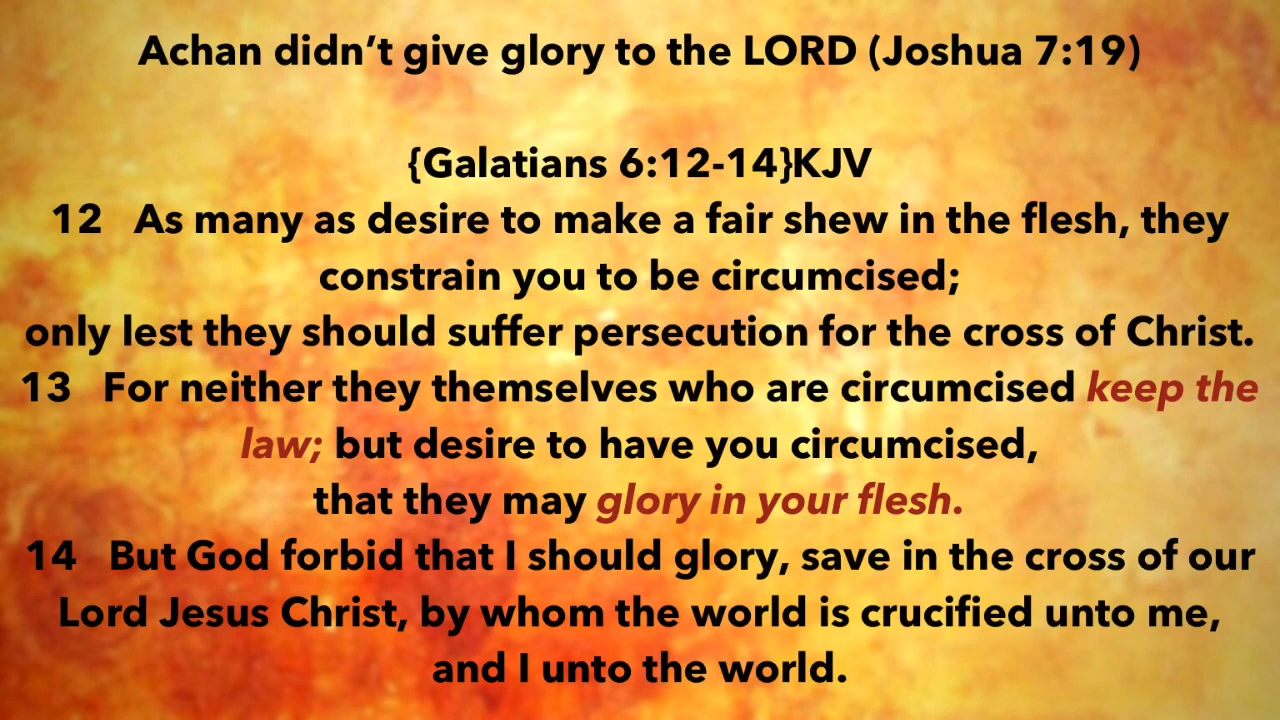 Achan didn’t give glory to the LORD (Joshua 7:19)
{Galatians 6:12-14}KJV
12 As many as desire to make a fair shew in the flesh, they
constrain you to be circumcised;
only lest they should suffer persecution for the cross of Christ.
13 For neither they themselves who are circumcised keep the
law; but desire to have you circumcised,
that they may glory in your flesh.
14 But God forbid that I should glory, save in the cross of our
Lord Jesus Christ, by whom the world is crucified unto me,
and I unto the world.